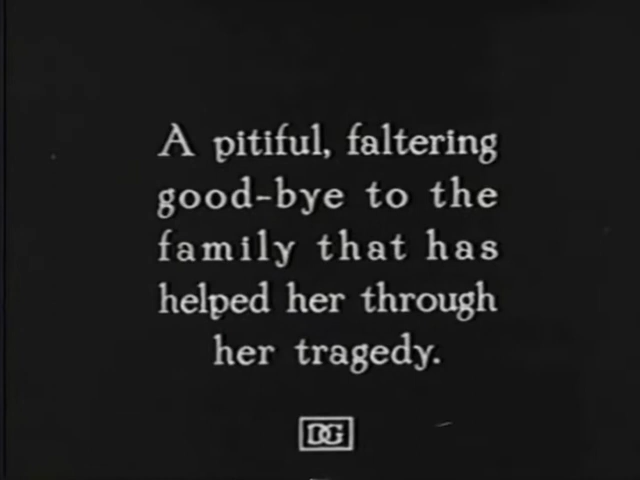 A pitiful, faltering
good-bye to the
family that has
helped her through
her tragedy.
DG